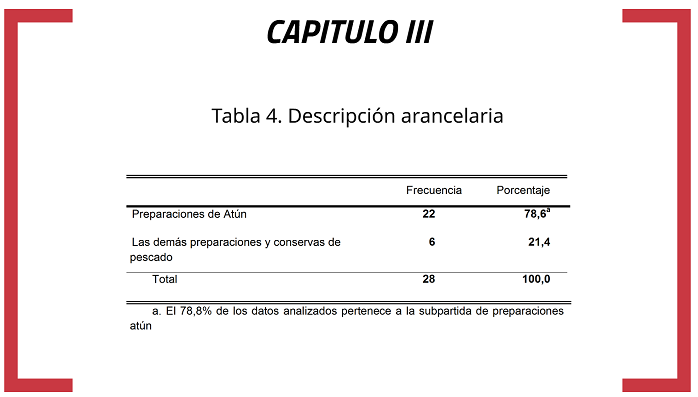 CAPITULO III
Tabla 4. Descripción arancelaria
Frecuencia Porcentaje
Preparaciones de Atún 22 78,6a
Las demás preparaciones y conservas de 6 21,4
pescado
Total 28 100,0
a. El 78,8% de los datos analizados pertenece a la subpartida de preparaciones
atún